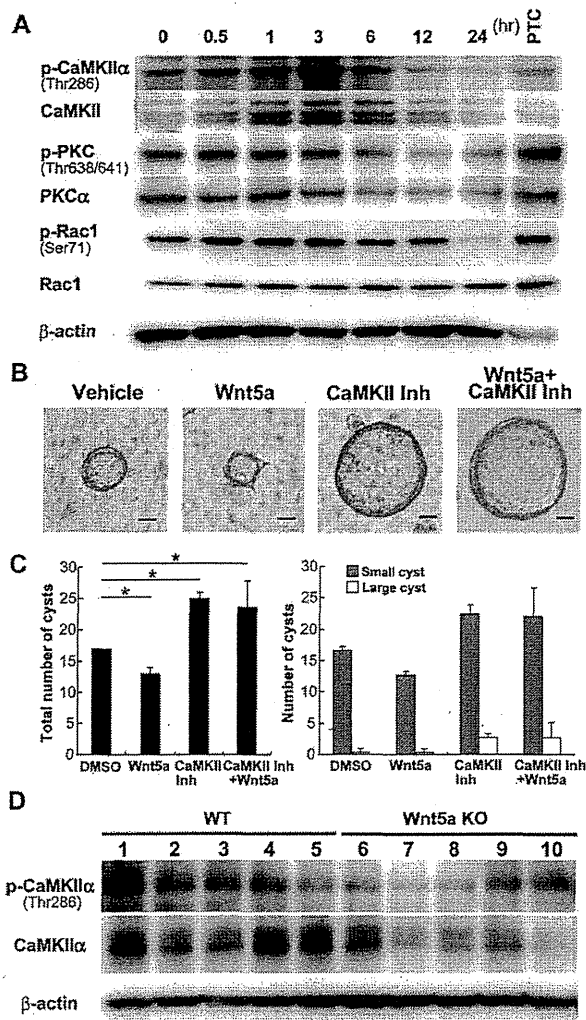 A
0 0.5 1 3 6 12 24 (hr) PTC
p-CaMKIIα
(Thr286)
CaMKII
p-PKC
(Thr638/641)
PKCα
p-Rac1
(Ser71)
Rac1
β-actin
B
Vehicle Wnt5a CaMKII Inh Wnt5a+
CaMKII Inh
C
Total number of cysts
30
25
20
15
10
5
0
* * *
DMSO Wnt5a CaMKII Inh CaMKII Inh +Wnt5a
Number of cysts
30
25
20
15
10
5
0
Small cyst
Large cyst
DMSO Wnt5a CaMKII Inh CaMKII Inh +Wnt5a
D
WT Wnt5a KO
1 2 3 4 5 6 7 8 9 10
p-CaMKIIα
(Thr286)
CaMKIIα
β-actin